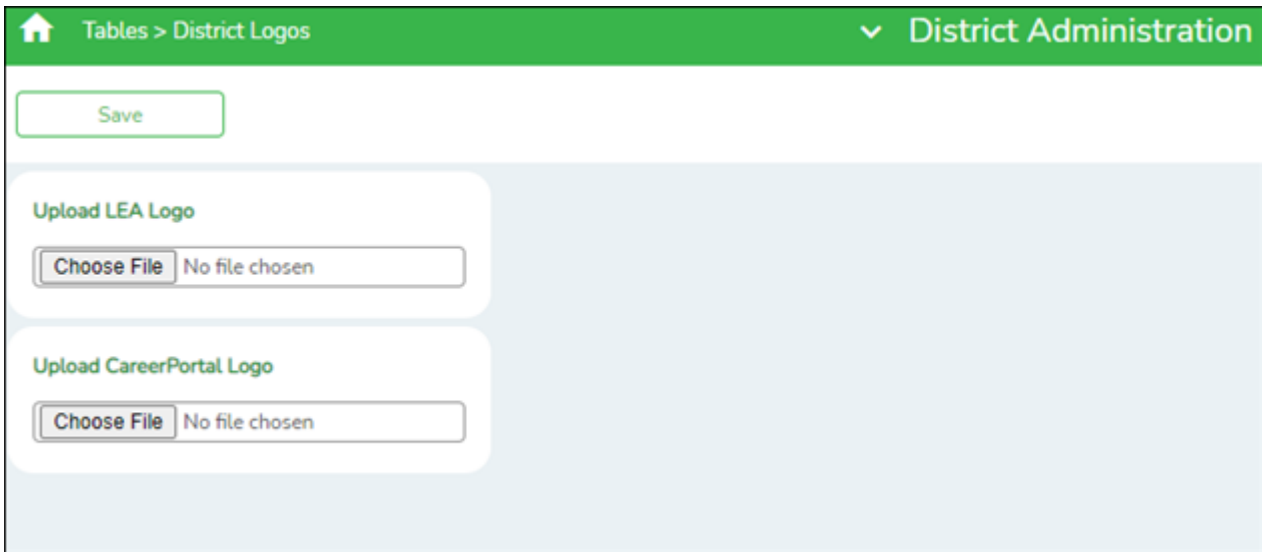 Tables > District Logos
District Administration
Save
Upload LEA Logo
Choose File No file chosen
Upload CareerPortal Logo
Choose File No file chosen